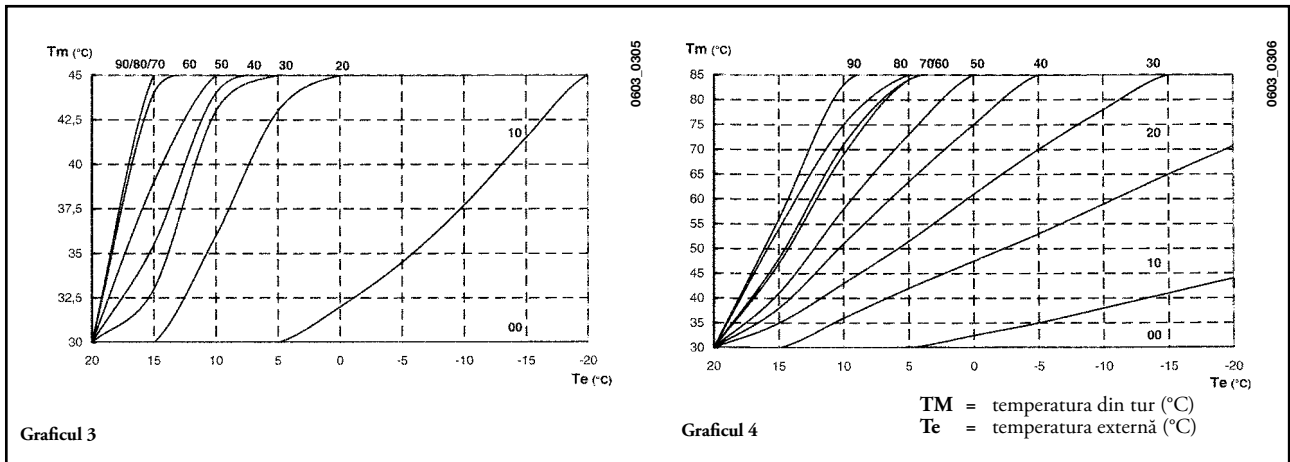 Tm (°C)
90/80/70 60 50 40 30 20
45
42,5
40
37,5
35
32,5
30
10
00
20 15 10 5 0 -5 -10 -15 -20
Te (°C)
0603_0305
Graficul 3
Tm (°C)
90 80 70/60 50 40 30
85
80
75
70
65
60
55
50
45
40
35
30
20
10
00
20 15 10 5 0 -5 -10 -15 -20
Te (°C)
0603_0306
TM = temperatura din tur (°C)
Te = temperatura externă (°C)
Graficul 4